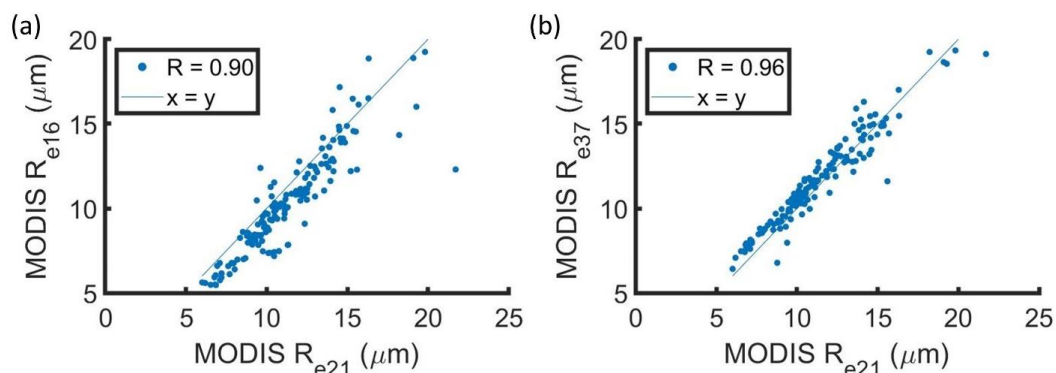 (a)
20
15
10
5
MODIS Re16 (μm)
R = 0.90
x = y
0 5 10 15 20 25
MODIS Re21 (μm)
(b)
20
15
10
5
MODIS Re37 (μm)
R = 0.96
x = y
0 5 10 15 20 25
MODIS Re21 (μm)